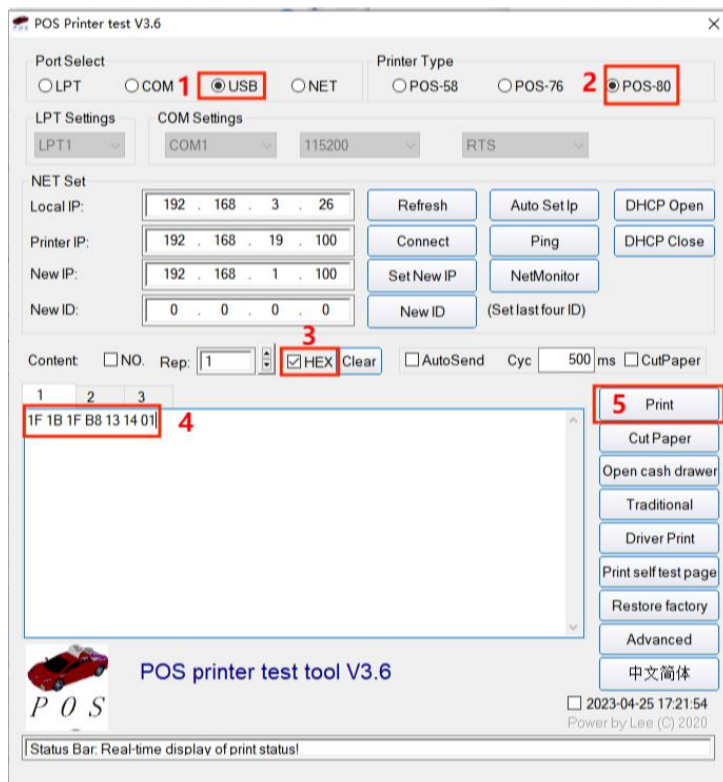 POS Printer test V3.6
Port Select
Printer Type
LPT COM 1 USB NET
POS-58 POS-76 2 POS-80
LPT Settings COM Settings
LPT1 COM1 115200 RTS
NET Set
Local IP: 192 . 168 . 3 . 26 Refresh Auto Set Ip DHCP Open
Printer IP: 192 . 168 . 19 . 100 Connect Ping DHCP Close
New IP: 192 . 168 . 1 . 100 Set New IP NetMonitor
New ID: 0 . 0 . 0 . 0 New ID (Set last four ID)
3
Content NO. Rep: 1 HEX Clear AutoSend Cyc 500 ms CutPaper
1 2 3
1F 1B 1F B8 13 14 01 4
5 Print
Cut Paper
Open cash drawer
Traditional
Driver Print
Print self test page
Restore factory
Advanced
中文简体
POS printer test tool V3.6
POS
2023-04-25 17:21:54
Power by Lee (C) 2020
Status Bar: Real-time display of print status!